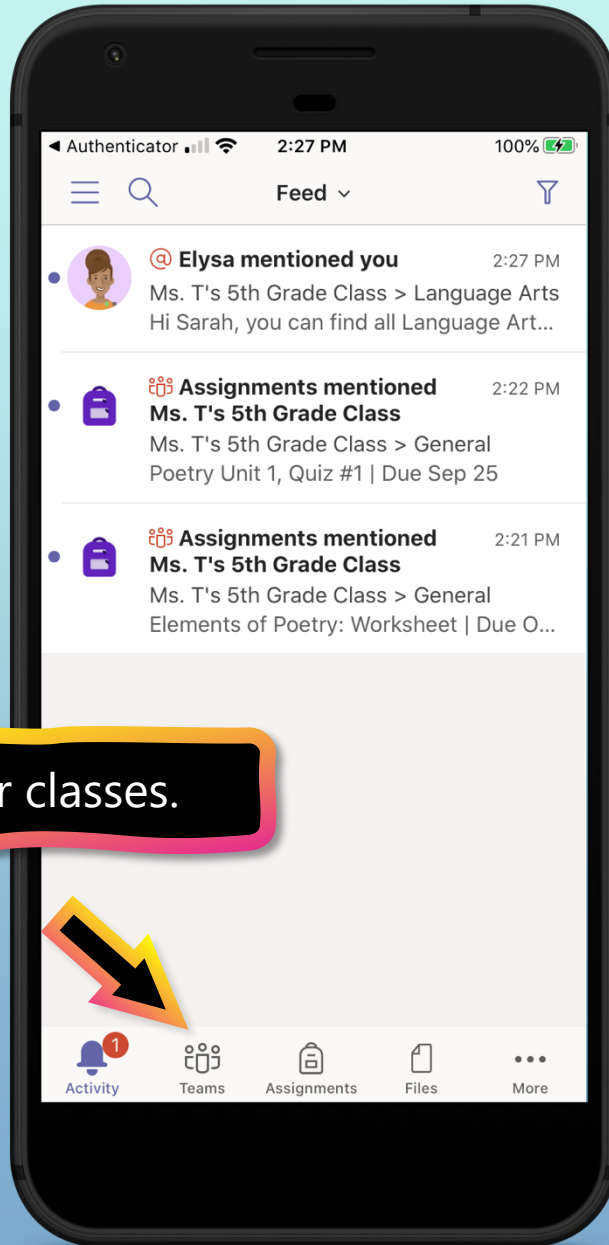 Authenticator 2:27 PM 100%
Feed
@ Elysa mentioned you 2:27 PM
Ms. T's 5th Grade Class > Language Arts
Hi Sarah, you can find all Language Art...
Assignments mentioned 2:22 PM
Ms. T's 5th Grade Class
Ms. T's 5th Grade Class > General
Poetry Unit 1, Quiz #1 | Due Sep 25
Assignments mentioned 2:21 PM
Ms. T's 5th Grade Class
Ms. T's 5th Grade Class > General
Elements of Poetry: Worksheet | Due O...
classes.
1
Activity Teams Assignments Files More